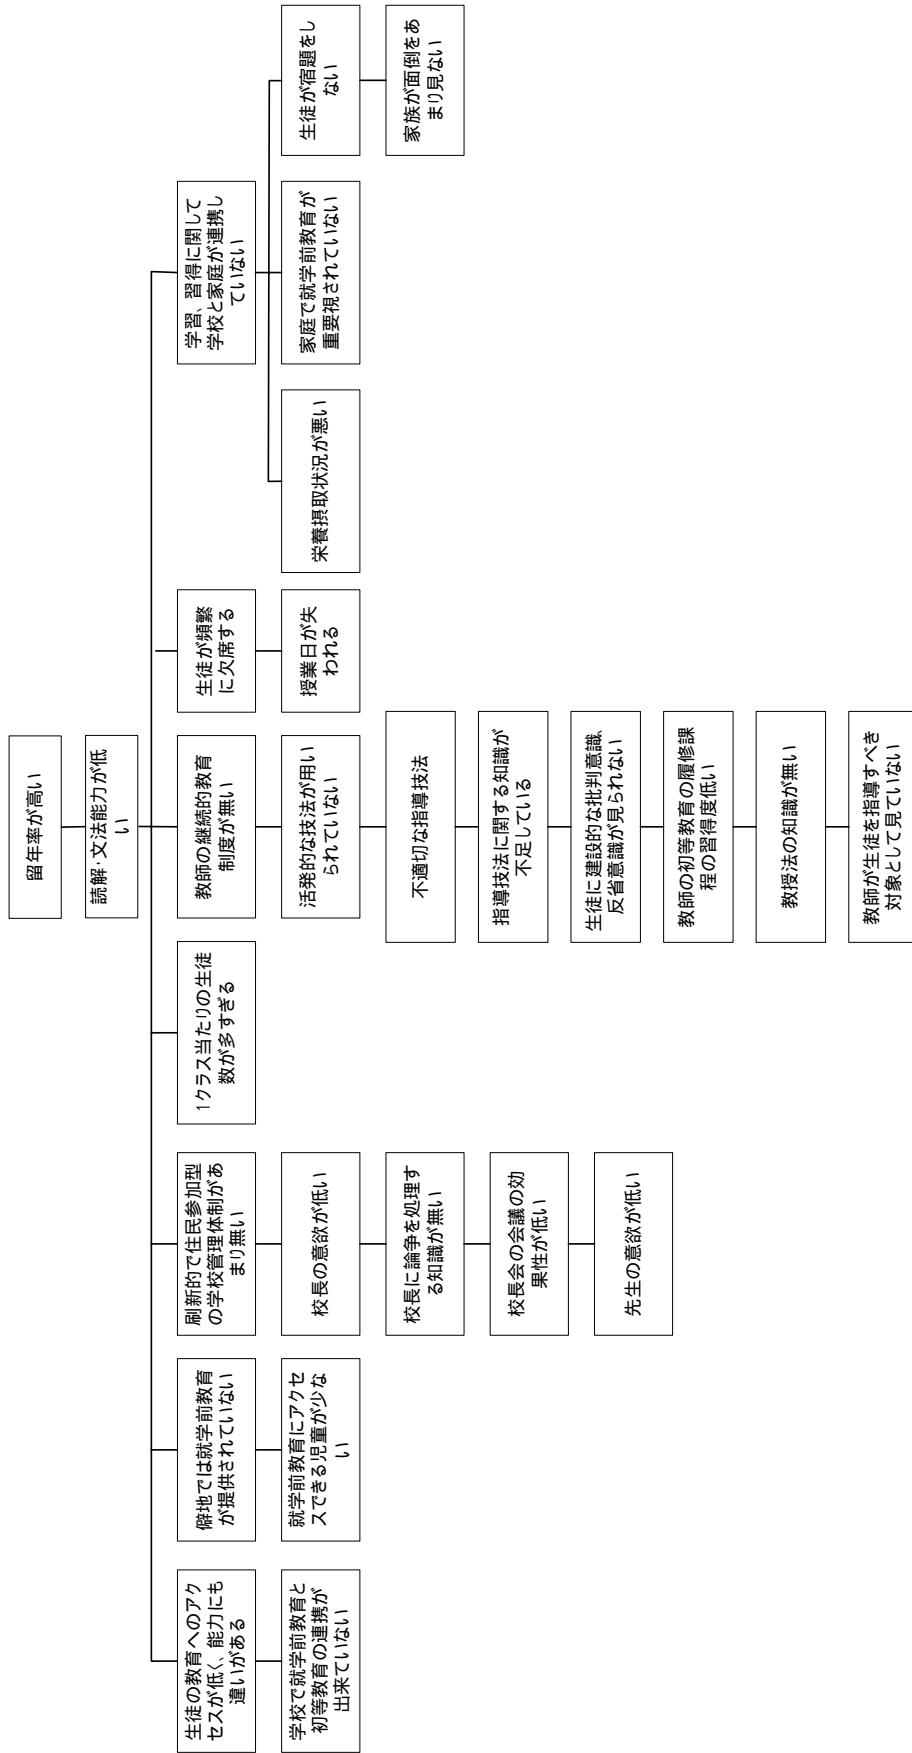 留年率が高い
読解・文法能力が低
い
生徒の教育へのアク
セスが低く、能力にも
違いがある
学校で就学前教育と
初等教育の連携が
出来ていない
僻地では就学前教育
が提供されていない
就学前教育にアクセ
スできる児童が少な
い
刷新的で住民参加型
の学校管理体制があ
まり無い
校長の意欲が低い
校長に論争を処理す
る知識が無い
校長会の会議の効
果性が低い
先生の意欲が低い
1クラス当たりの生徒
数が多すぎる
教師の継続的教育
制度が無い
活発的な技法が用い
られていない
不適切な指導技法
指導技法に関する知識が
不足している
生徒に建設的な批判意識、
反省意識が見られない
教師の初等教育の履修課
程の習得度低い
教授法の知識が無い
教師が生徒を指導すべき
対象として見ていない
生徒が頻繁
に欠席する
授業日が失
われる
学習、習得に関して
学校と家庭が連携し
ていない
栄養摂取状況が悪い
家庭で就学前教育が
重要視されていない
生徒が宿題をし
ない
家族が面倒をあ
まり見ない